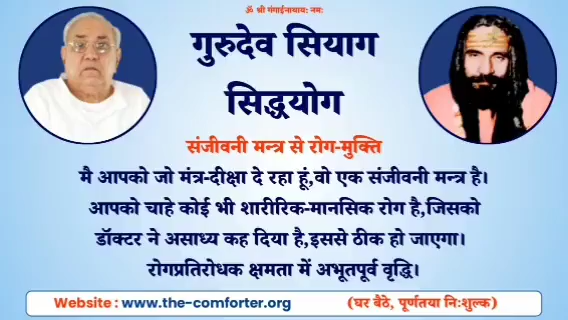 ॐ श्री गंगाईनाथाय: नम:
गुरुदेव सियाग
सिद्धयोग
संजीवनी मन्त्र से रोग-मुक्ति
मै आपको जो मंत्र-दीक्षा दे रहा हूं,वो एक संजीवनी मन्त्र है।
आपको चाहे कोई भी शारीरिक-मानसिक रोग है,जिसको
डॉक्टर ने असाध्य कह दिया है,इससे ठीक हो जाएगा।
रोगप्रतिरोधक क्षमता में अभूतपूर्व वृद्धि।
Website : www.the-comforter.org (घर बैठे, पूर्णतया निःशुल्क)